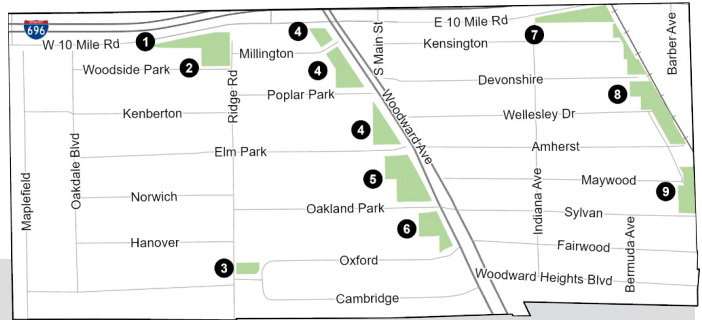 696
W 10 Mile Rd
1
Woodside Park
2
Millington
4
4
Poplar Park
Ridge Rd
Kenberton
4
Elm Park
Maplefield
Oakdale Blvd
Norwich
5
Oakland Park
6
Hanover
3
Oxford
Cambridge
S Main St
Woodward Ave
E 10 Mile Rd
7
Kensington
Devonshire
8
Barber Ave
Wellesley Dr
Amherst
Maywood
9
Indiana Ave
Sylvan
Bermuda Ave
Fairwood
Woodward Heights Blvd